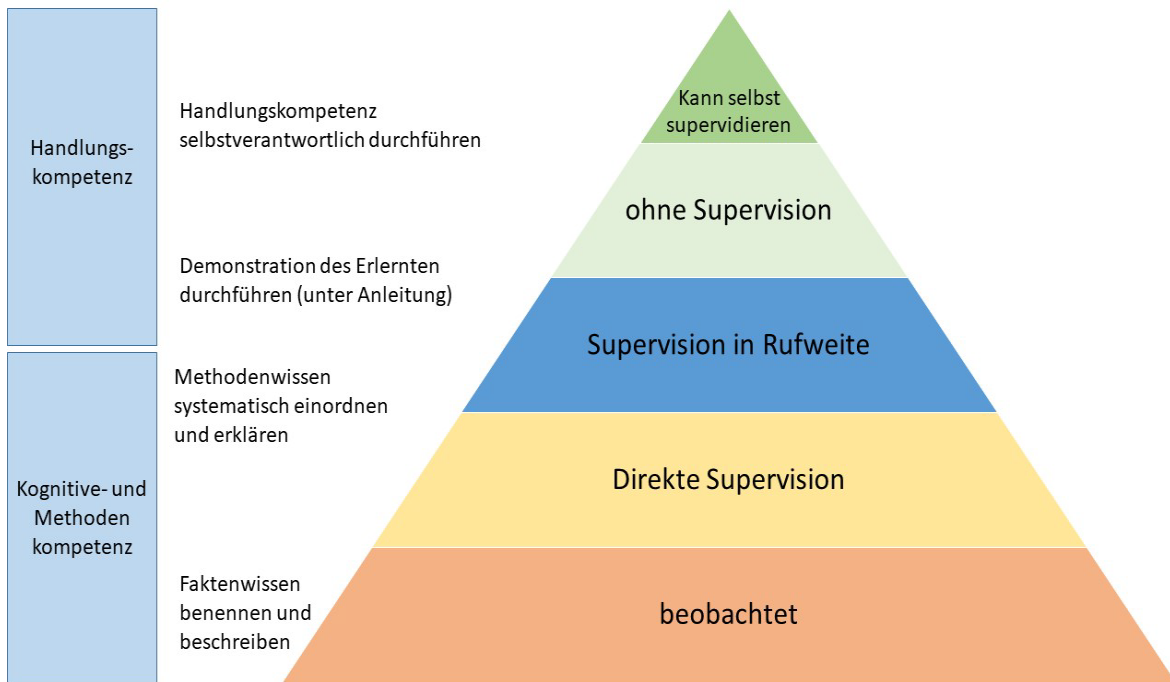 Handlungs-
kompetenz
Kognitive- und
Methoden
kompetenz
Handlungskompetenz
selbstverantwortlich durchführen
Demonstration des Erlernten
durchführen (unter Anleitung)
Methodenwissen
systematisch einordnen
und erklären
Faktenwissen
benennen und
beschreiben
Kann selbst
supervidieren
ohne Supervision
Supervision in Rufweite
Direkte Supervision
beobachtet